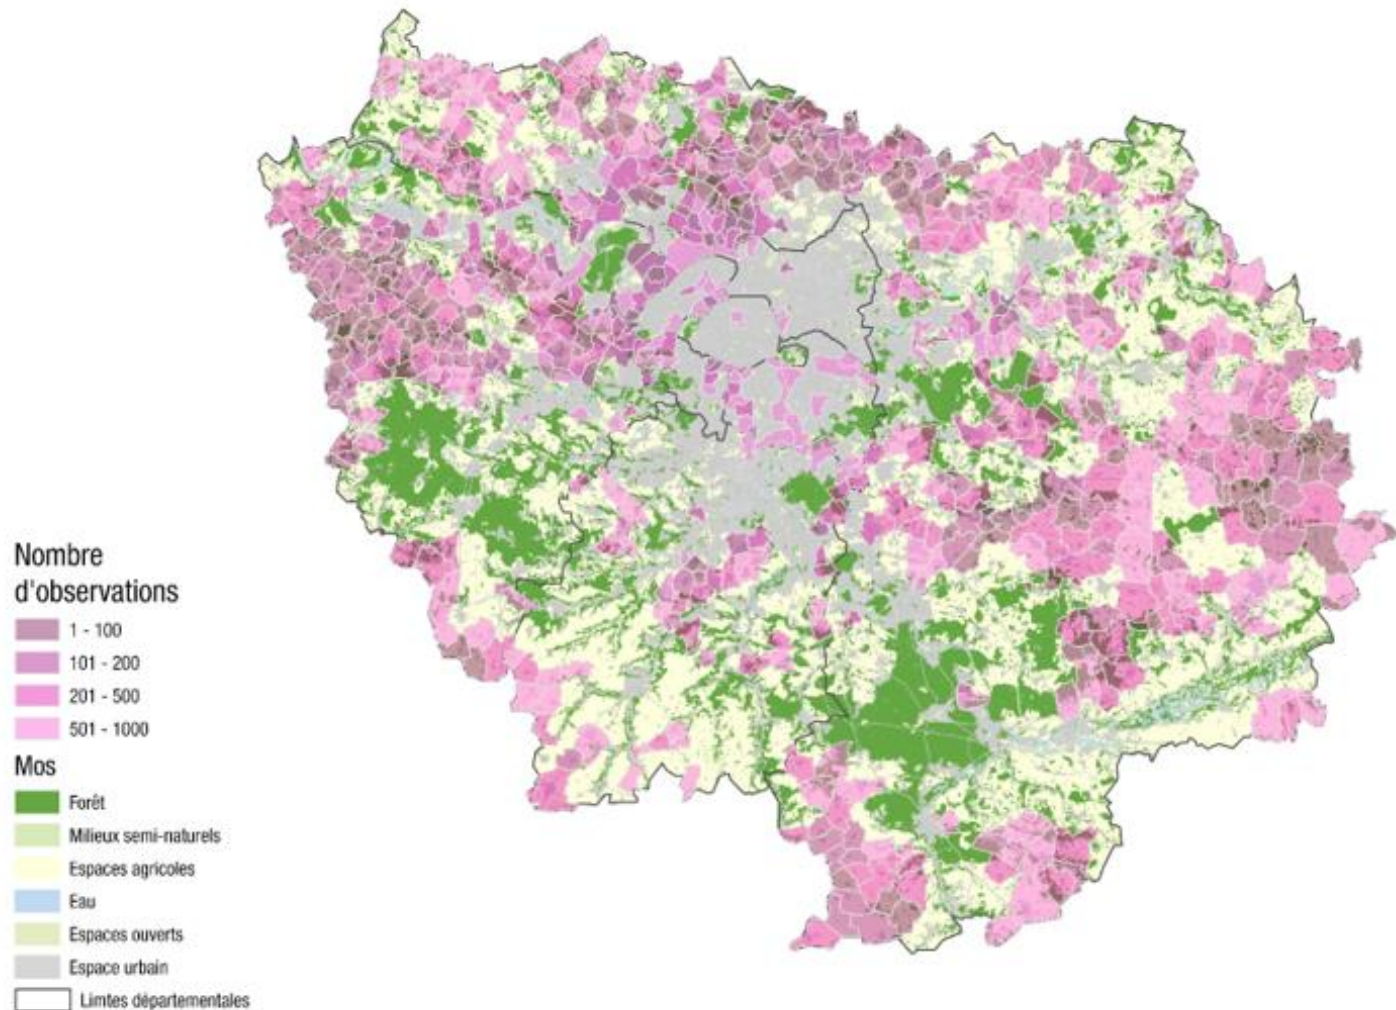 Nombre
d'observations
1 - 100
101 - 200
201 - 500
501 - 1000
Mos
Forêt
Milieux semi-naturels
Espaces agricoles
Eau
Espaces ouverts
Espace urbain
Limtes départementales